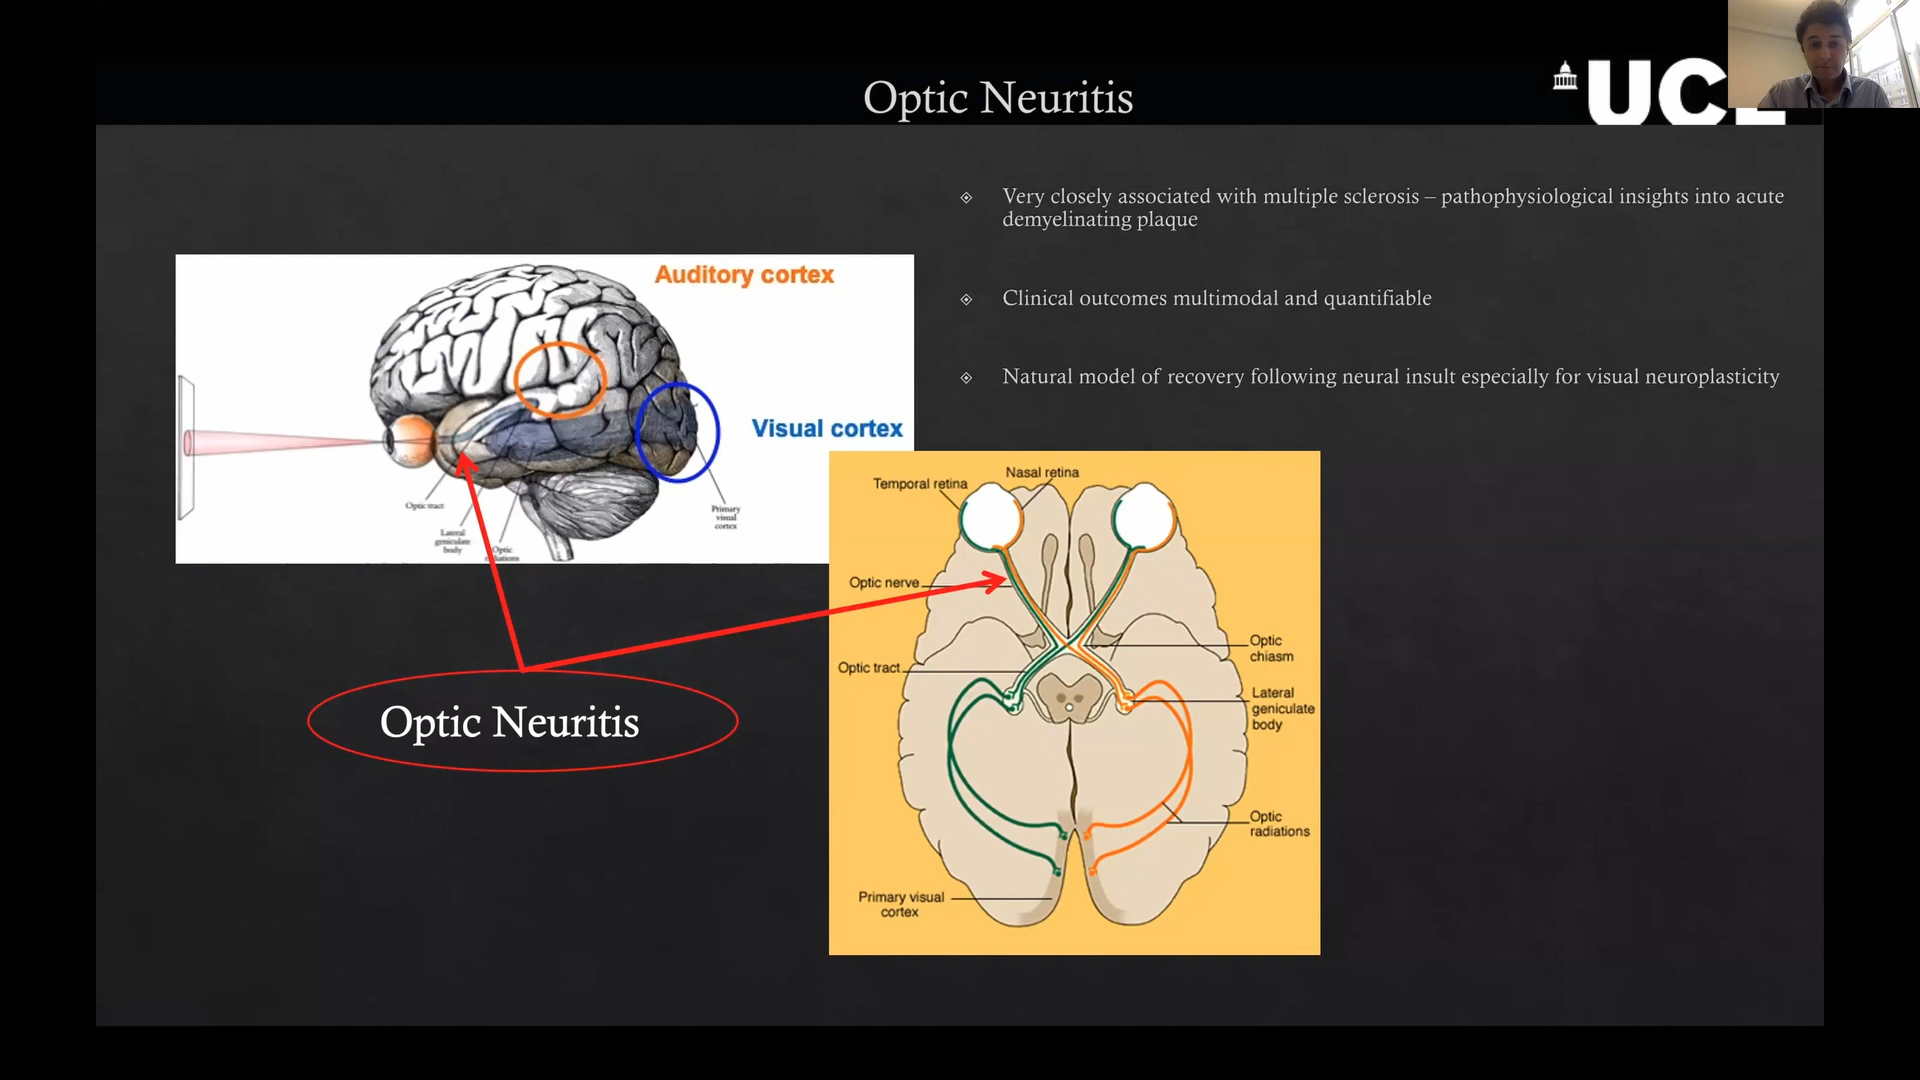 Optic Neuritis
Very closely associated with multiple sclerosis – pathophysiological insights into acute
demyelinating plaque
Clinical outcomes multimodal and quantifiable
Natural model of recovery following neural insult especially for visual neuroplasticity
Auditory cortex
Visual cortex
Optic tract
Lateral
geniculate
body
Optic
Primary
visual
cortex
Optic Neuritis
Nasal retina
Temporal retina
Optic nerve
Optic tract
Optic
chiasm
Lateral
geniculate
body
Optic
radiations
Primary visual
cortex